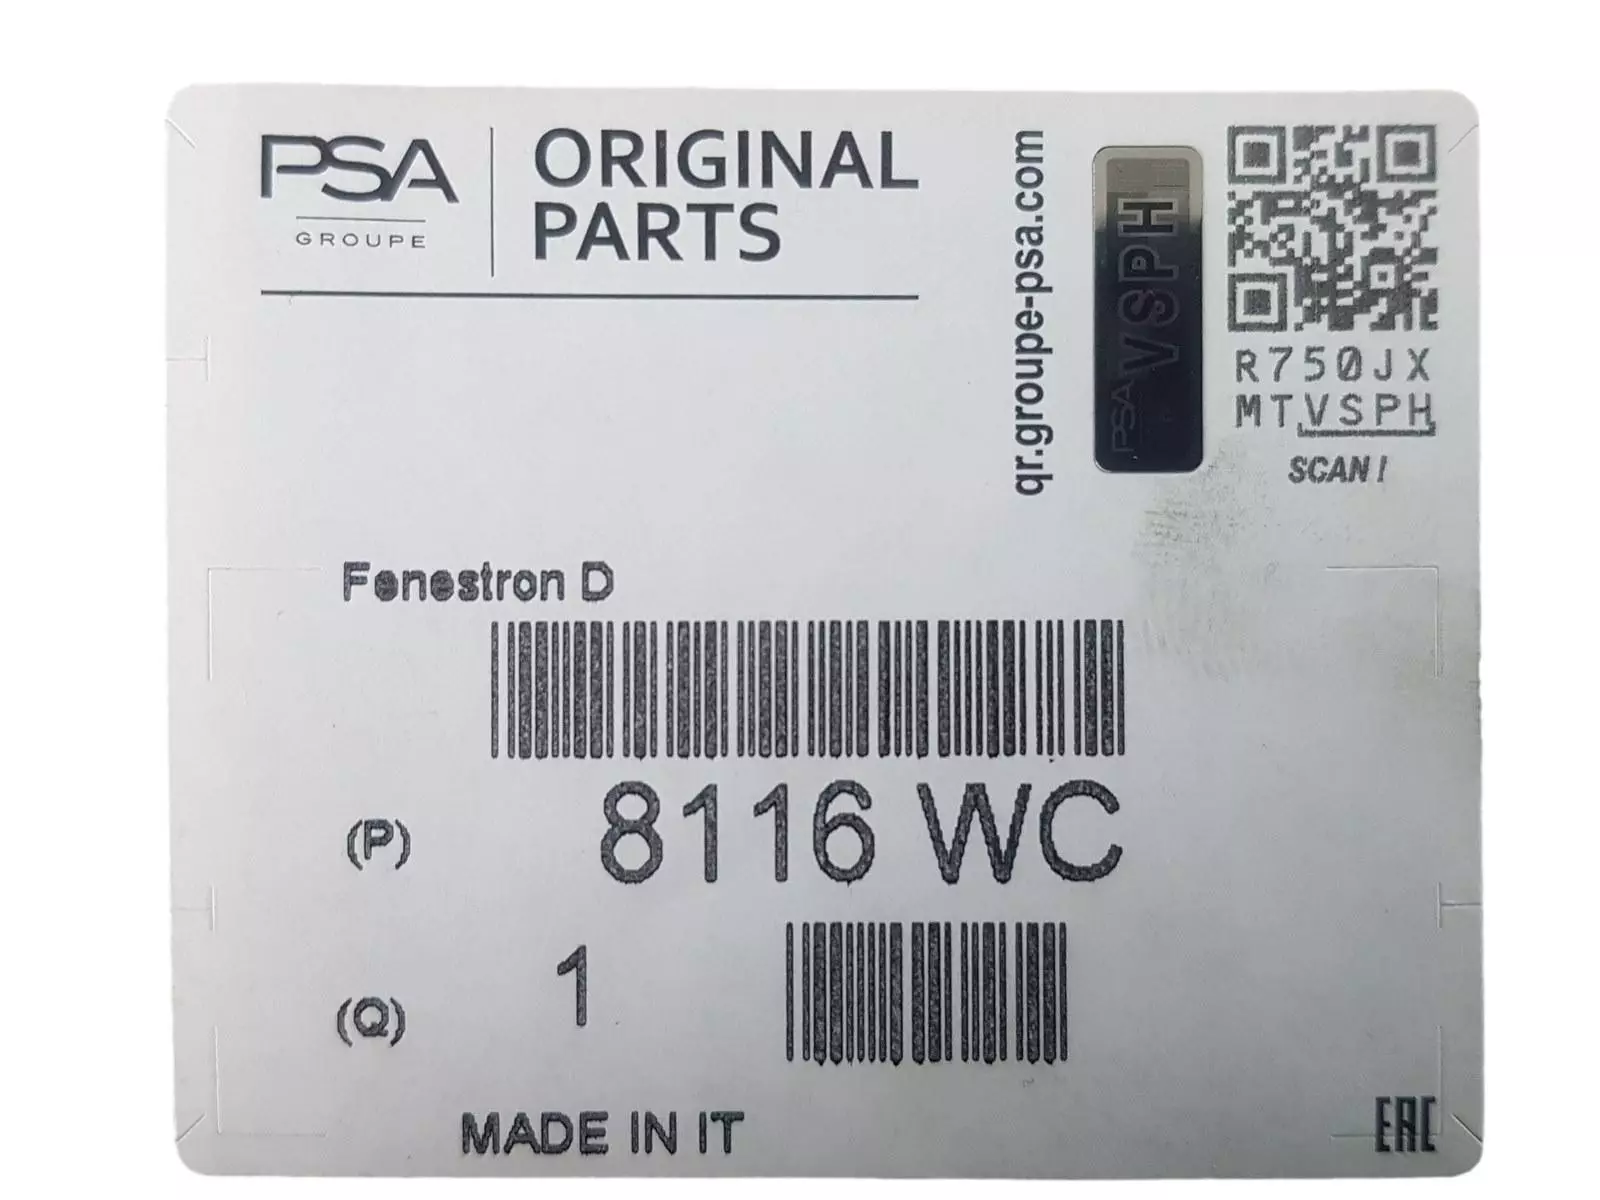 PSA
GROUPE
ORIGINAL
PARTS
qr.groupe-psa.com
VSPH
PSA
R750JX
MTVSPH
SCAN!
Fenestron D
(P)
8116 WC
(Q)
1
MADE IN IT
EAC